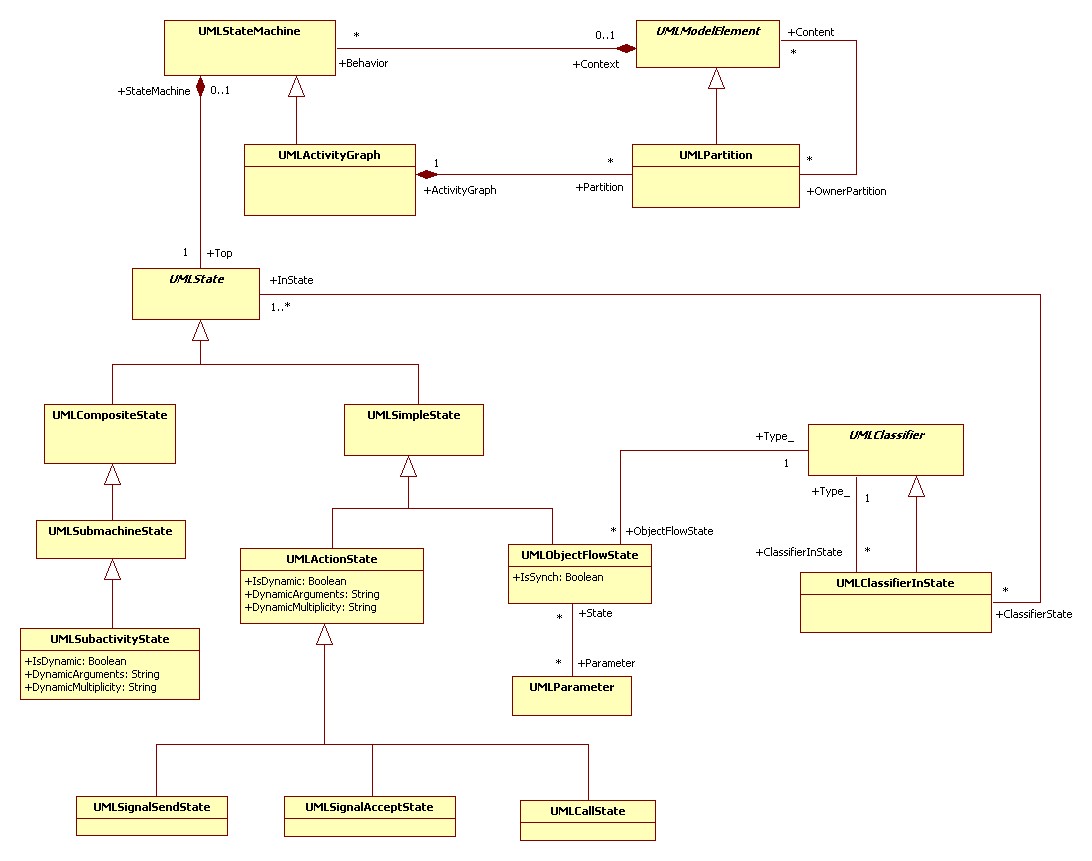 UMLStateMachine
*
0..1
UMLModelElement
+Content
*
+Behavior
+Context
+StateMachine
0..1
UMLActivityGraph
1
*
UMLPartition
*
+ActivityGraph
+Partition
+OwnerPartition
1
+Top
UMLState
+InState
1..*
UMLCompositeState
UMLSimpleState
+Type_
1
UMLClassifier
+Type_
1
UMLSubmachineState
*
+ObjectFlowState
+ClassifierInState
*
UMLActionState
+IsDynamic: Boolean
+DynamicArguments: String
+DynamicMultiplicity: String
UMLObjectFlowState
+IsSynch: Boolean
UMLClassifierInState
*
+ClassifierState
*
+State
UMLSubactivityState
+IsDynamic: Boolean
+DynamicArguments: String
+DynamicMultiplicity: String
*
+Parameter
UMLParameter
UMLSignalSendState
UMLSignalAcceptState
UMLCallState